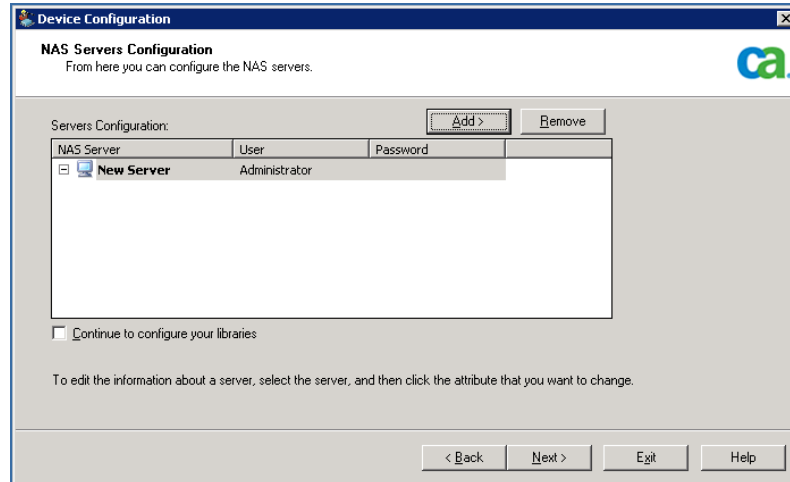 Device Configuration
NAS Servers Configuration
From here you can configure the NAS servers.
ca.
Servers Configuration:
Add >
Remove
NAS Server User Password
New Server Administrator
Continue to configure your libraries
To edit the information about a server, select the server, and then click the attribute that you want to change.
< Back Next > Exit Help